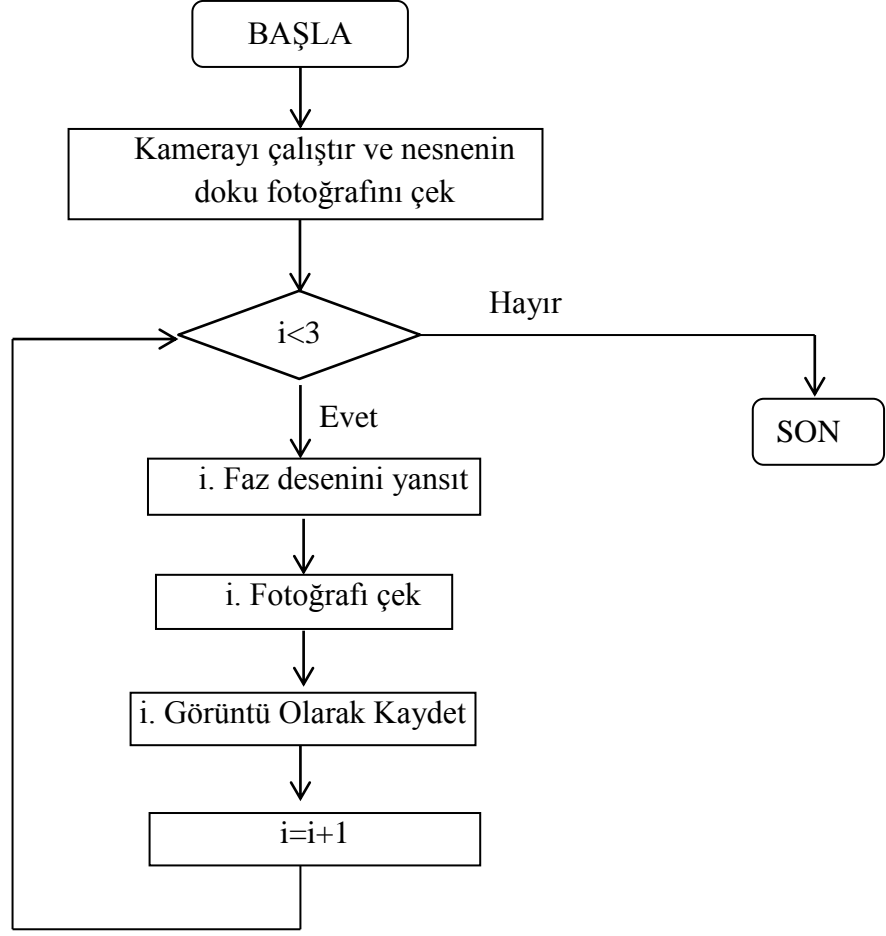 BAŞLA
Kamerayı çalıştır ve nesnenin
doku fotoğrafını çek
Hayır
i<3
Evet
SON
i. Faz desenini yansıt
i. Fotoğrafı çek
i. Görüntü Olarak Kaydet
i=i+1